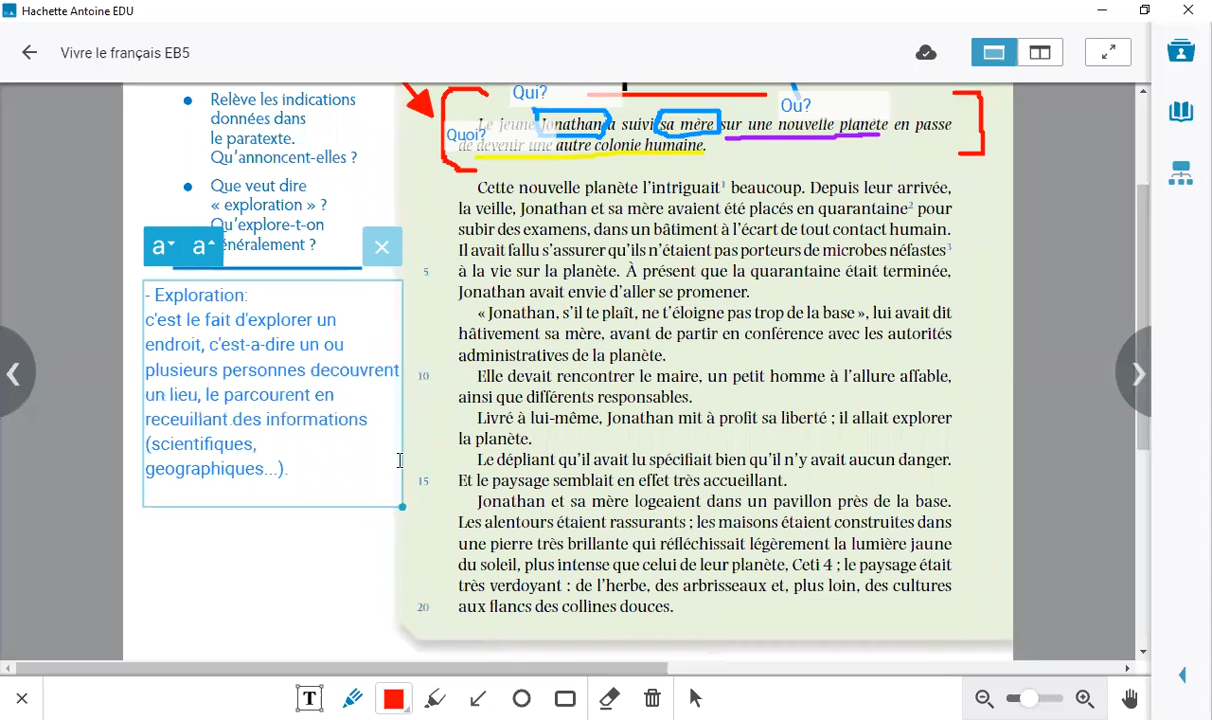 Hachette Antoine EDU
Vivre le français EB5
Relève les indications
données dans
le paratexte.
Qu'annoncent-elles ?
Que veut dire
« exploration » ?
Qu'explore-t-on
généralement ?
a a
- Exploration:
c'est le fait d'explorer un
endroit, c'est-a-dire un ou
plusieurs personnes decouvrent
un lieu, le parcourent en
receuillant des informations
(scientifiques,
geographiques...).
Qui?
Ou?
Quoi?
Le jeune Jonathan a suivi sa mère sur une nouvelle planète en passe
de devenir une autre colonie humaine.
Cette nouvelle planète l'intriguait¹ beaucoup. Depuis leur arrivée,
la veille, Jonathan et sa mère avaient été placés en quarantaine² pour
subir des examens, dans un bâtiment à l'écart de tout contact humain.
Il avait fallu s'assurer qu'ils n'étaient pas porteurs de microbes néfastes³
5 à la vie sur la planète. À présent que la quarantaine était terminée,
Jonathan avait envie d'aller se promener.
« Jonathan, s'il te plaît, ne t'éloigne pas trop de la base », lui avait dit
hâtivement sa mère, avant de partir en conférence avec les autorités
administratives de la planète.
10 Elle devait rencontrer le maire, un petit homme à l'allure affable,
ainsi que différents responsables.
Livré à lui-même, Jonathan mit à profit sa liberté ; il allait explorer
la planète.
Le dépliant qu'il avait lu spécifiait bien qu'il n'y avait aucun danger.
15 Et le paysage semblait en effet très accueillant.
Jonathan et sa mère logeaient dans un pavillon près de la base.
Les alentours étaient rassurants ; les maisons étaient construites dans
une pierre très brillante qui réfléchissait légèrement la lumière jaune
du soleil, plus intense que celui de leur planète, Ceti 4 ; le paysage était
très verdoyant : de l'herbe, des arbrisseaux et, plus loin, des cultures
20 aux flancs des collines douces.
T